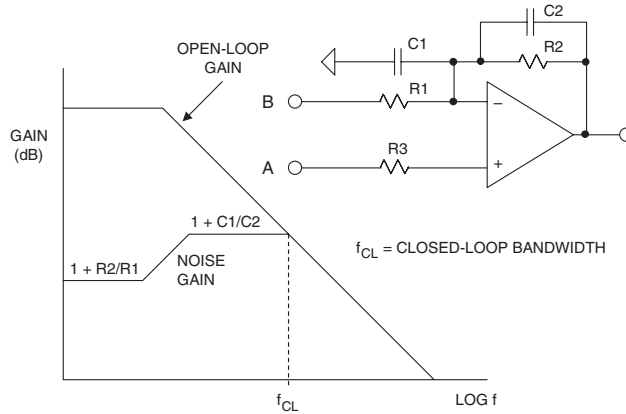 C2
C1
R2
OPEN-LOOP
GAIN
B
R1
−
GAIN
(dB)
R3
A
+
1 + C1/C2
f_CL = CLOSED-LOOP BANDWIDTH
1 + R2/R1
NOISE
GAIN
f_CL
LOG f